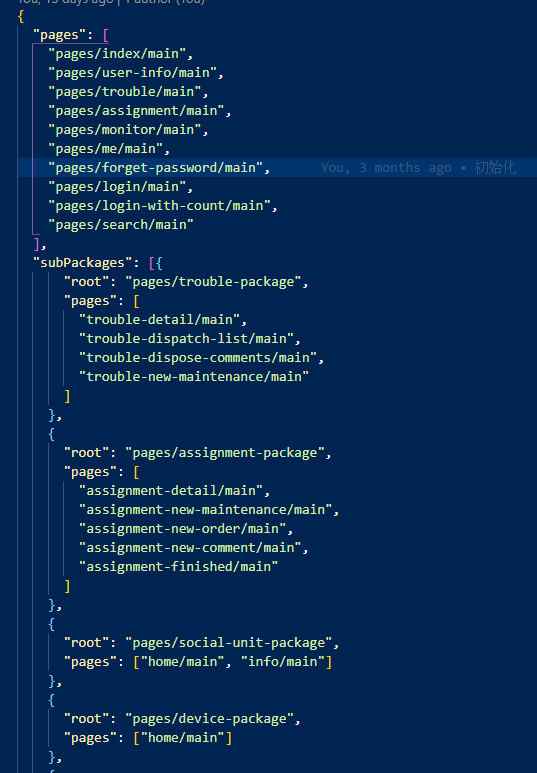 You, 15 days ago | 1 author (You)
{
"pages": [
"pages/index/main",
"pages/user-info/main",
"pages/trouble/main",
"pages/assignment/main",
"pages/monitor/main",
"pages/me/main",
"pages/forget-password/main", You, 3 months ago • 初始化
"pages/login/main",
"pages/login-with-count/main",
"pages/search/main"
],
"subPackages": [{
"root": "pages/trouble-package",
"pages": [
"trouble-detail/main",
"trouble-dispatch-list/main",
"trouble-dispose-comments/main",
"trouble-new-maintenance/main"
]
},
{
"root": "pages/assignment-package",
"pages": [
"assignment-detail/main",
"assignment-new-maintenance/main",
"assignment-new-order/main",
"assignment-new-comment/main",
"assignment-finished/main"
]
},
{
"root": "pages/social-unit-package",
"pages": ["home/main", "info/main"]
},
{
"root": "pages/device-package",
"pages": ["home/main"]
},